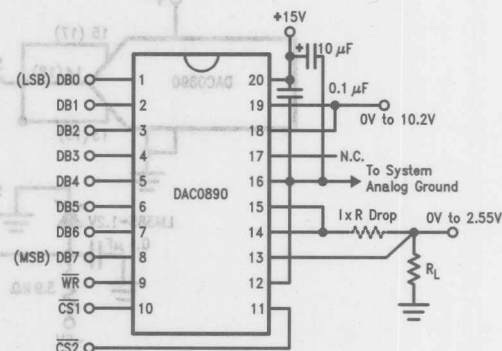 +15V
+ 10 μF
0.1 μF
(LSB) DB0 1 20
DB1 2 19
0V to 10.2V
DB2 3 18
DB3 4 17 N.C.
DB4 5 16 To System
Analog Ground
DAC0890
DB5 6 15
DB6 7 14 I x R Drop 0V to 2.55V
(MSB) DB7 8 13
WR 9 12 RL
CS1 10 11
CS2